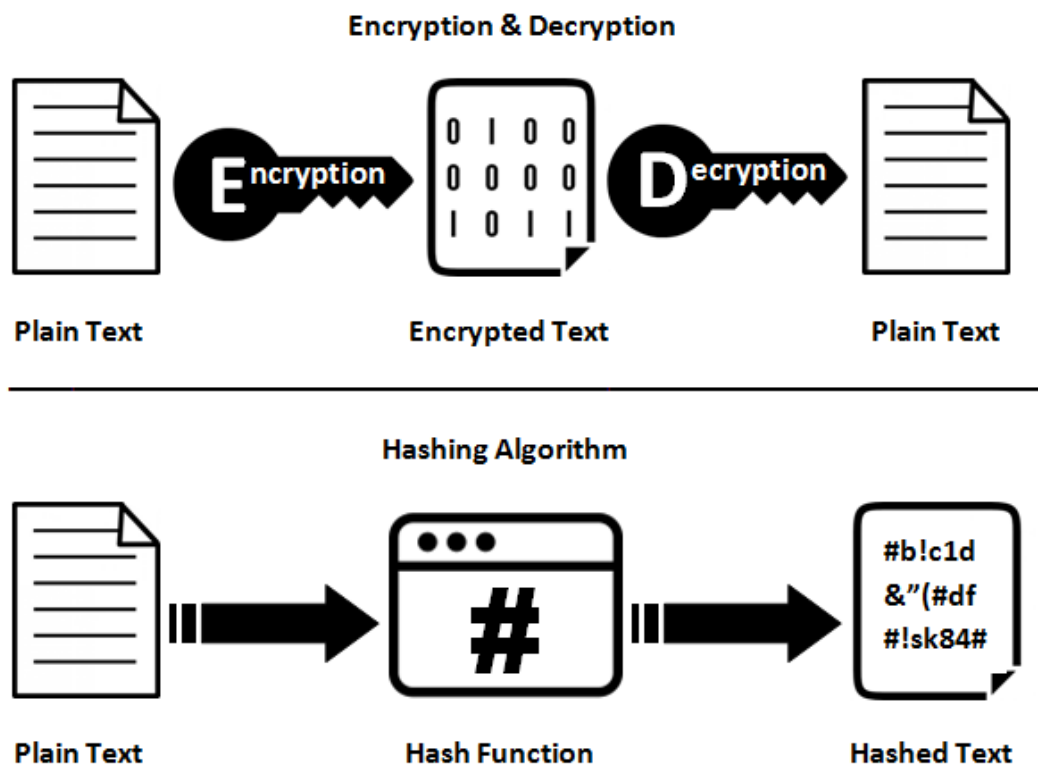 Encryption & Decryption
Encryption
0 1 0 0
Decryption
0 0 0 0
1 0 1 1
Plain Text
Encrypted Text
Plain Text
Hashing Algorithm
#b!c1d
&”(#df
#
#!sk84#
Plain Text
Hash Function
Hashed Text